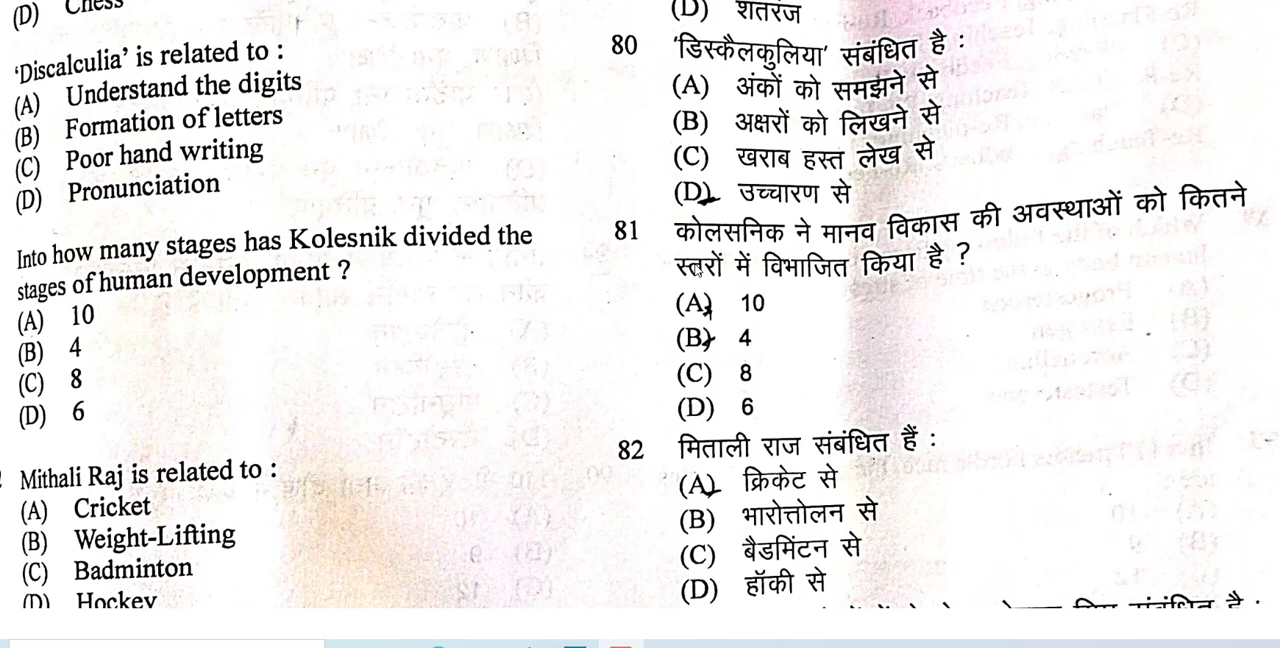 (D) Chess
'Discalculia' is related to :
(A) Understand the digits
(B) Formation of letters
(C) Poor hand writing
(D) Pronunciation
Into how many stages has Kolesnik divided the
stages of human development ?
(A) 10
(B) 4
(C) 8
(D) 6
Mithali Raj is related to :
(A) Cricket
(B) Weight-Lifting
(C) Badminton
(D) Hockey
(D) शतरंज
80 'डिस्कैलकुलिया' संबंधित है :
(A) अंकों को समझने से
(B) अक्षरों को लिखने से
(C) खराब हस्त लेख से
(D) उच्चारण से
81 कोलसनिक ने मानव विकास की अवस्थाओं को कितने
स्तरों में विभाजित किया है ?
(A) 10
(B) 4
(C) 8
(D) 6
82 मिताली राज संबंधित हैं :
(A) क्रिकेट से
(B) भारोत्तोलन से
(C) बैडमिंटन से
(D) हॉकी से
संबंधित है :